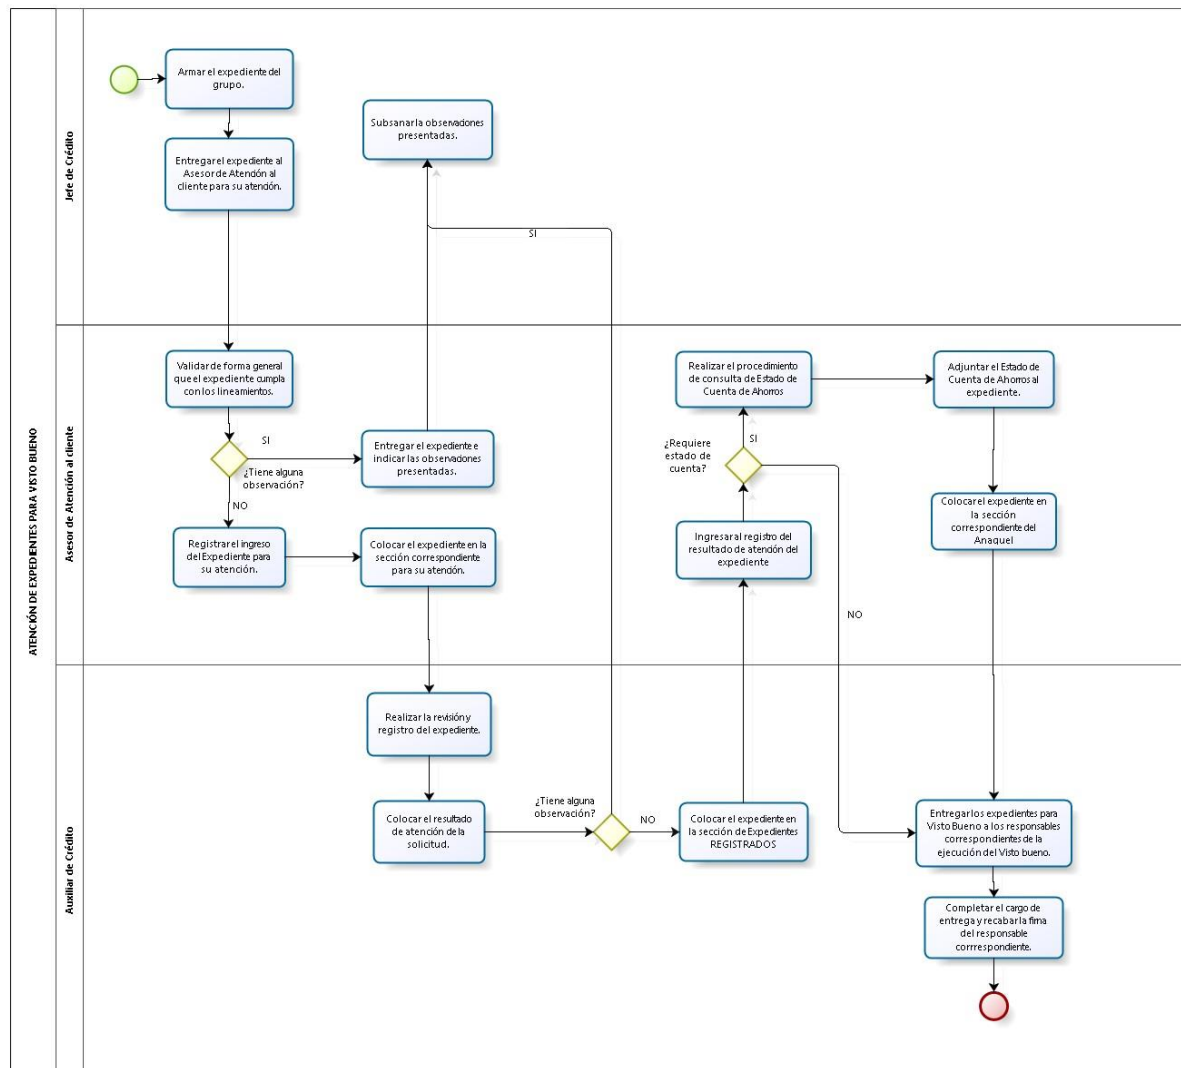 ATENCIÓN DE EXPEDIENTES PARA VISTO BUENO
Jefe de Crédito
Armar el expediente del
grupo.
Entregar el expediente al
Asesor de Atención al
cliente para su atención.
Subsanar la observaciones
presentadas.
SI
Asesor de Atención al cliente
Validar de forma general
que el expediente cumpla
con los lineamientos.
SI
¿Tiene alguna
observación?
NO
Entregar el expediente e
indicar las observaciones
presentadas.
Registrar el ingreso
del Expediente para
su atención.
Colocar el expediente en la
sección correspondiente
para su atención.
Realizar el procedimiento
de consulta de Estado de
Cuenta de Ahorros
Adjuntar el Estado de
Cuenta de Ahorros al
expediente.
¿Requiere
estado de
cuenta?
SI
NO
Ingresar al registro del
resultado de atención del
expediente
Colocar el expediente en
la sección
correspondiente del
Anaquel
Auxiliar de Crédito
Realizar la revisión y
registro del expediente.
Colocar el resultado
de atención de la
solicitud.
¿Tiene alguna
observación?
NO
Colocar el expediente en
la sección de Expedientes
REGISTRADOS
Entregar los expedientes para
Visto Bueno a los responsables
correspondientes de la
ejecución del Visto bueno.
Completar el cargo de
entrega y recabar la firna
del responsable
corrrespondiente.